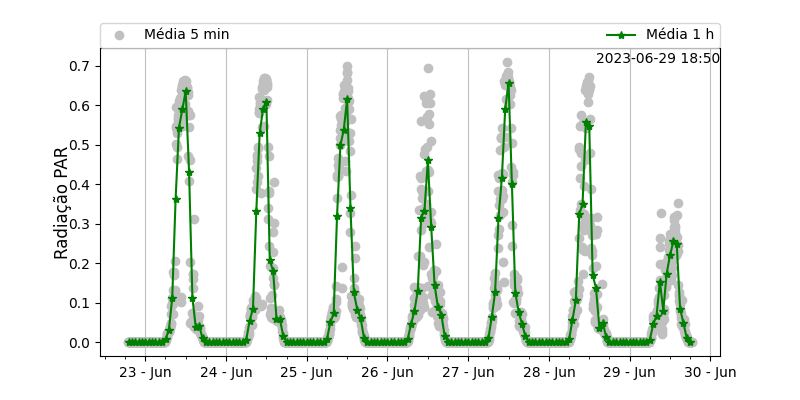 Média 5 min
Média 1 h
2023-06-29 18:50
Radiação PAR
0.7
0.6
0.5
0.4
0.3
0.2
0.1
0.0
23 - Jun
24 - Jun
25 - Jun
26 - Jun
27 - Jun
28 - Jun
29 - Jun
30 - Jun